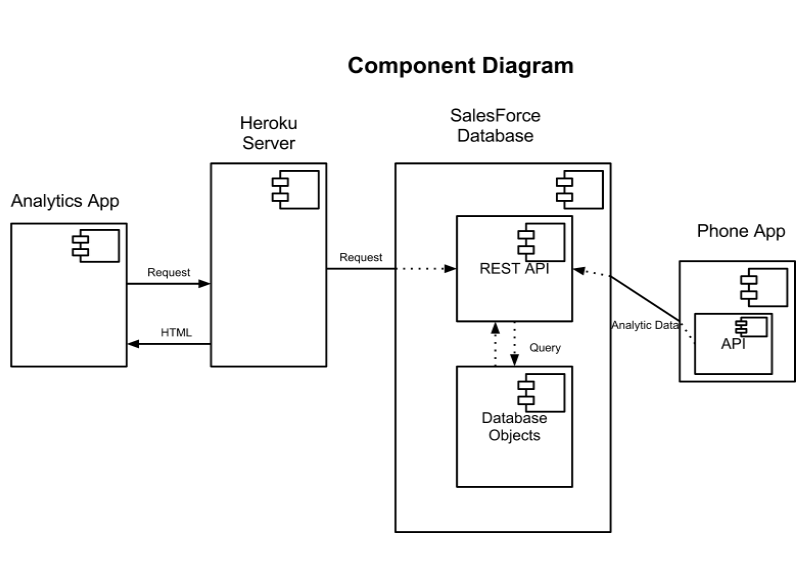 Component Diagram
SalesForce
Database
Heroku
Server
Analytics App
Phone App
Request
HTML
Request
REST API
Query
Database
Objects
Analytic Data
API